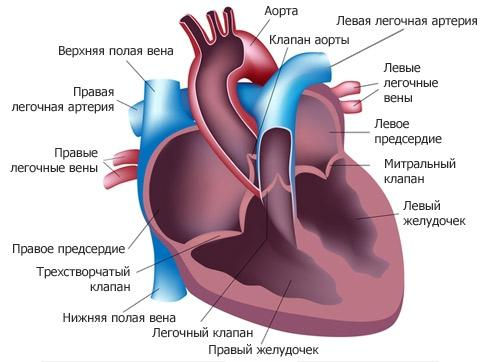 Аорта
Левая легочная артерия
Клапан аорты
Верхняя полая вена
Левые
легочные
вены
Правая
легочная артерия
Левое
предсердие
Правые
легочные вены
Митральный
клапан
Левый
желудочек
Правое предсердие
Трехстворчатый
клапан
Нижняя полая вена
Легочный клапан
Правый желудочек